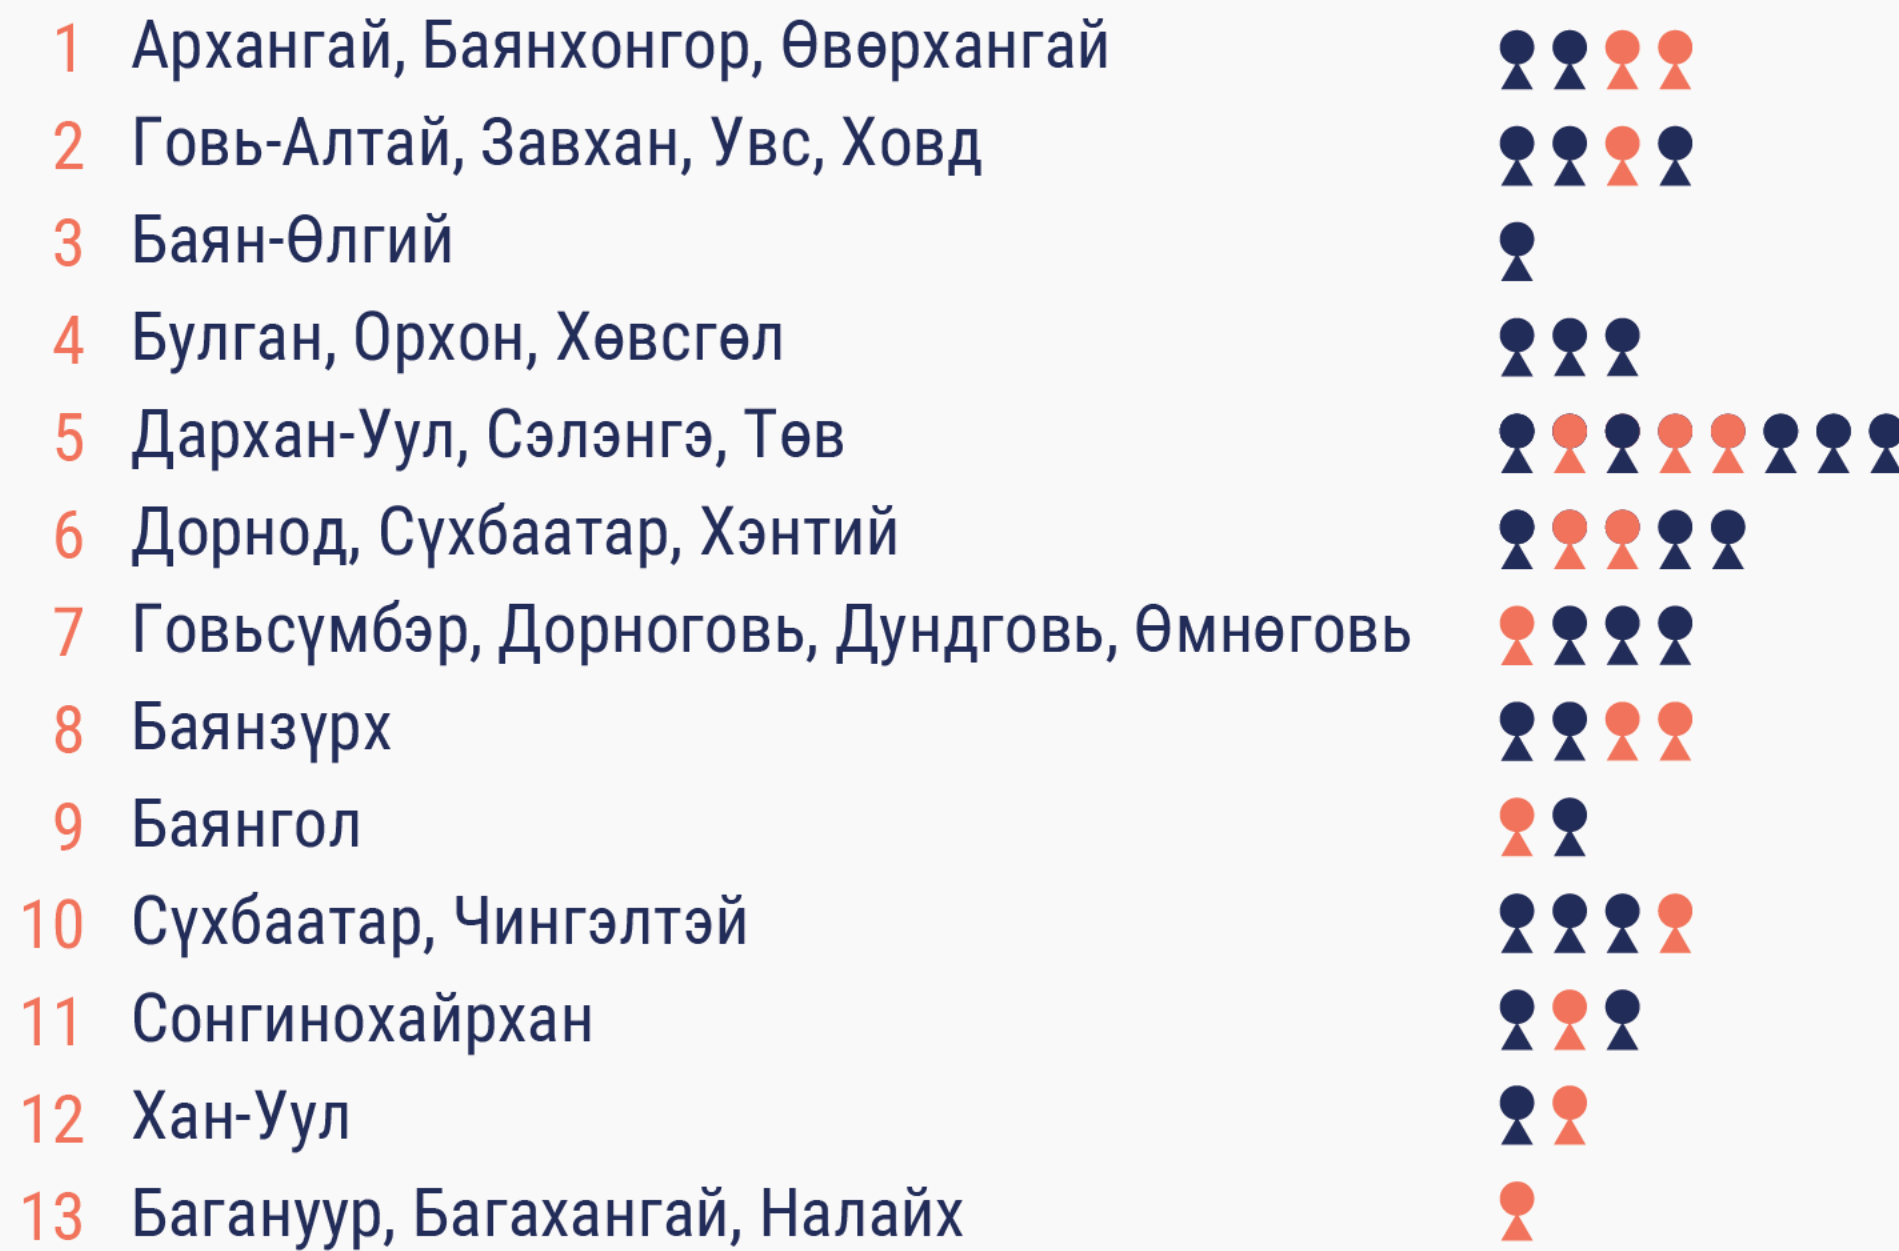 1 Архангай, Баянхонгор, Өвөрхангай
2 Говь-Алтай, Завхан, Увс, Ховд
3 Баян-Өлгий
4 Булган, Орхон, Хөвсгөл
5 Дархан-Уул, Сэлэнгэ, Төв
6 Дорнод, Сүхбаатар, Хэнтий
7 Говьсүмбэр, Дорноговь, Дундговь, Өмнөговь
8 Баянзүрх
9 Баянгол
10 Сүхбаатар, Чингэлтэй
11 Сонгинохайрхан
12 Хан-Уул
13 Багануур, Багахангай, Налайх